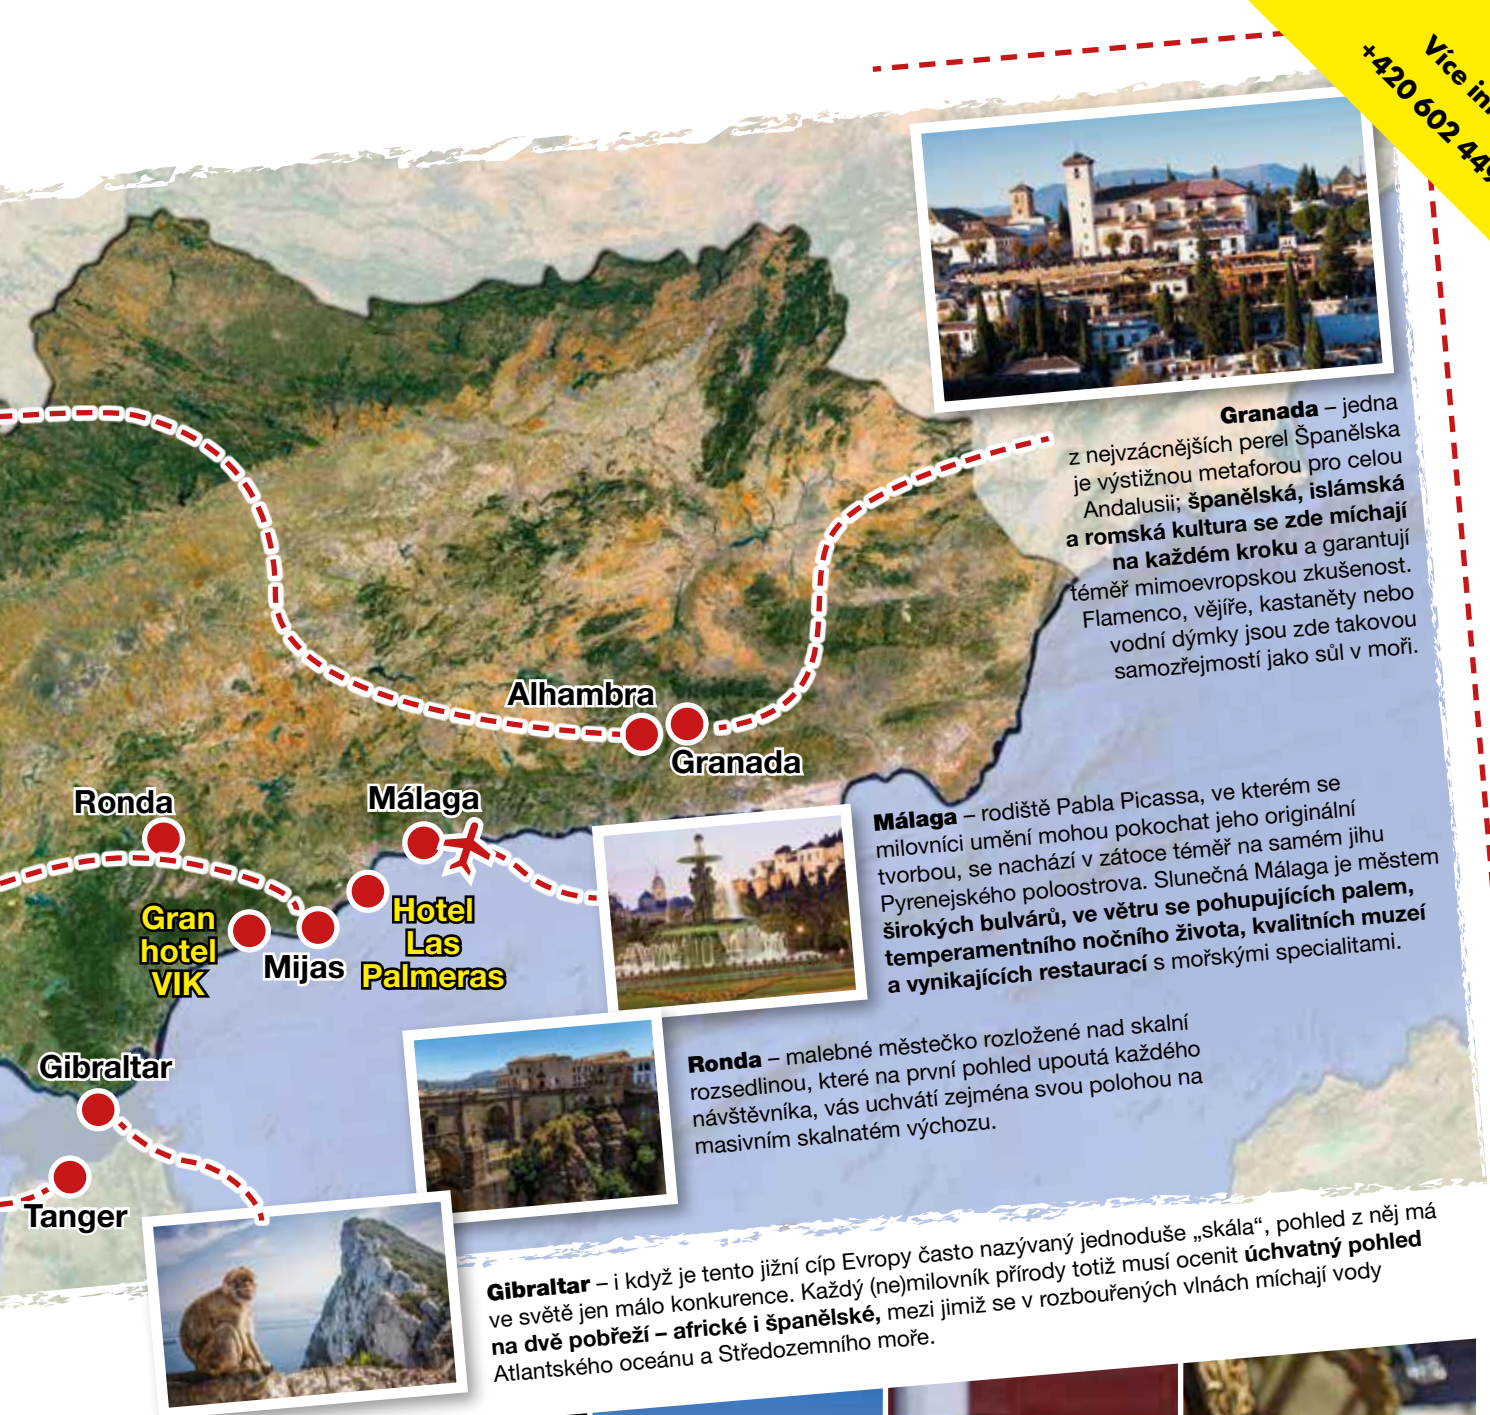 Více
+420 602 449
Granada – jedna
z nejvzácnějších perel Španělska
je výstižnou metaforou pro celou
Andalusii; španělská, islámská
a romská kultura se zde míchají
na každém kroku a garantují
téměř mimoevropskou zkušenost.
Flamenco, vějíře, kastaněty nebo
vodní dýmky jsou zde takovou
samozřejmostí jako sůl v moři.
Alhambra
Granada
Ronda
Málaga
Gran
hotel
VIK
Mijas
Hotel
Las
Palmeras
Málaga – rodiště Pabla Picassa, ve kterém se
milovníci umění mohou pokochat jeho originální
tvorbou, se nachází v zátoce téměř na samém jihu
Pyrenejského poloostrova. Slunečná Málaga je městem
širokých bulvárů, ve větru se pohupujících palem,
temperamentního nočního života, kvalitních muzeí
a vynikajících restaurací s mořskými specialitami.
Ronda – malebné městečko rozložené nad skalní
rozsedlinou, které na první pohled upoutá každého
návštěvníka, vás uchvátí zejména svou polohou na
masivním skalnatém výchozu.
Gibraltar
Tanger
Gibraltar – i když je tento jižní cíp Evropy často nazývaný jednoduše „skála“, pohled z něj má
ve světě jen málo konkurence. Každý (ne)milovník přírody totiž musí ocenit úchvatný pohled
na dvě pobřeží – africké i španělské, mezi jimiž se v rozbouřených vlnách míchají vody
Atlantského oceánu a Středozemního moře.